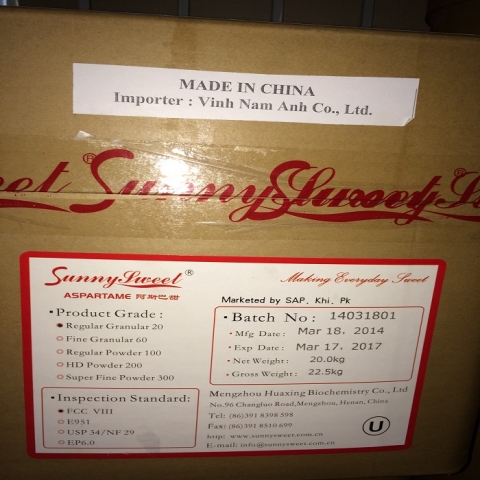 MADE IN CHINA
Importer : Vinh Nam Anh Co., Ltd.
eet® SunnySweet
SunnySweet®
ASPARTAME 阿斯巴甜
Making Everyday Sweet
Marketed by SAP, Khi, Pk
Product Grade :
Regular Granular 20
Fine Granular 60
Regular Powder 100
HD Powder 200
Super Fine Powder 300
Inspection Standard:
FCC VIII
E951
USP 34/NF 29
EP6.0
Batch No: 14031801
Mfg Date: Mar 18. 2014
Exp Date: Mar 17. 2017
Net Weight: 20.0kg
Gross Weight: 22.5kg
Mengzhou Huaxing Biochemistry Co., Ltd
No.96 Changluo Road,Mengzhou, Henan, China
Tel: (86)391 8398 598
Fax: (86)391 8510 699
http: www.sunnysweet.com.cn
E-mail: info@sunnysweet.com.cn
U